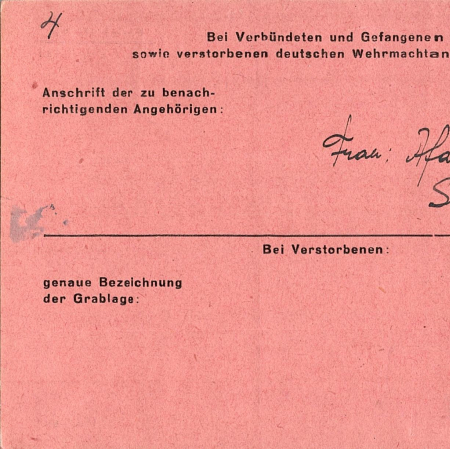 4
Bei Verbündeten und Gefangenen
sowie verstorbenen deutschen Wehrmachtan
Anschrift der zu benach-
richtigenden Angehörigen:
Frau: Afa
S
Bei Verstorbenen:
genaue Bezeichnung
der Grablage: